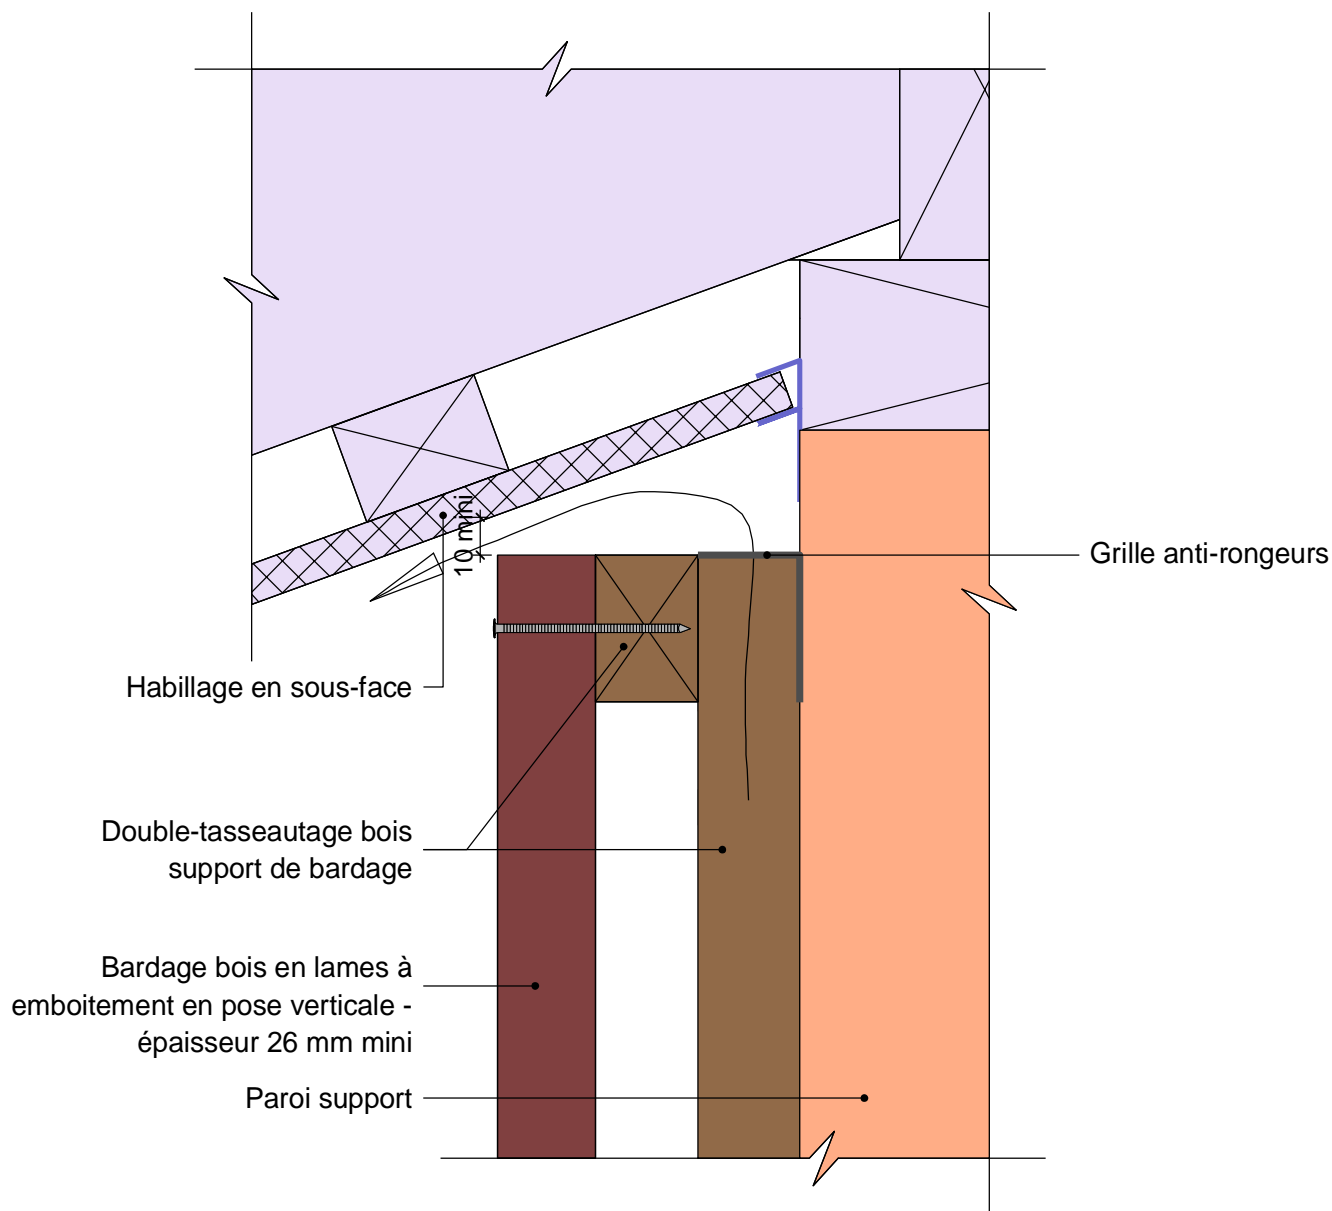 10 mini
Grille anti-rongeurs
Habillage en sous-face
Double-tasseautage bois
support de bardage
Bardage bois en lames à
emboitement en pose verticale -
épaisseur 26 mm mini
Paroi support